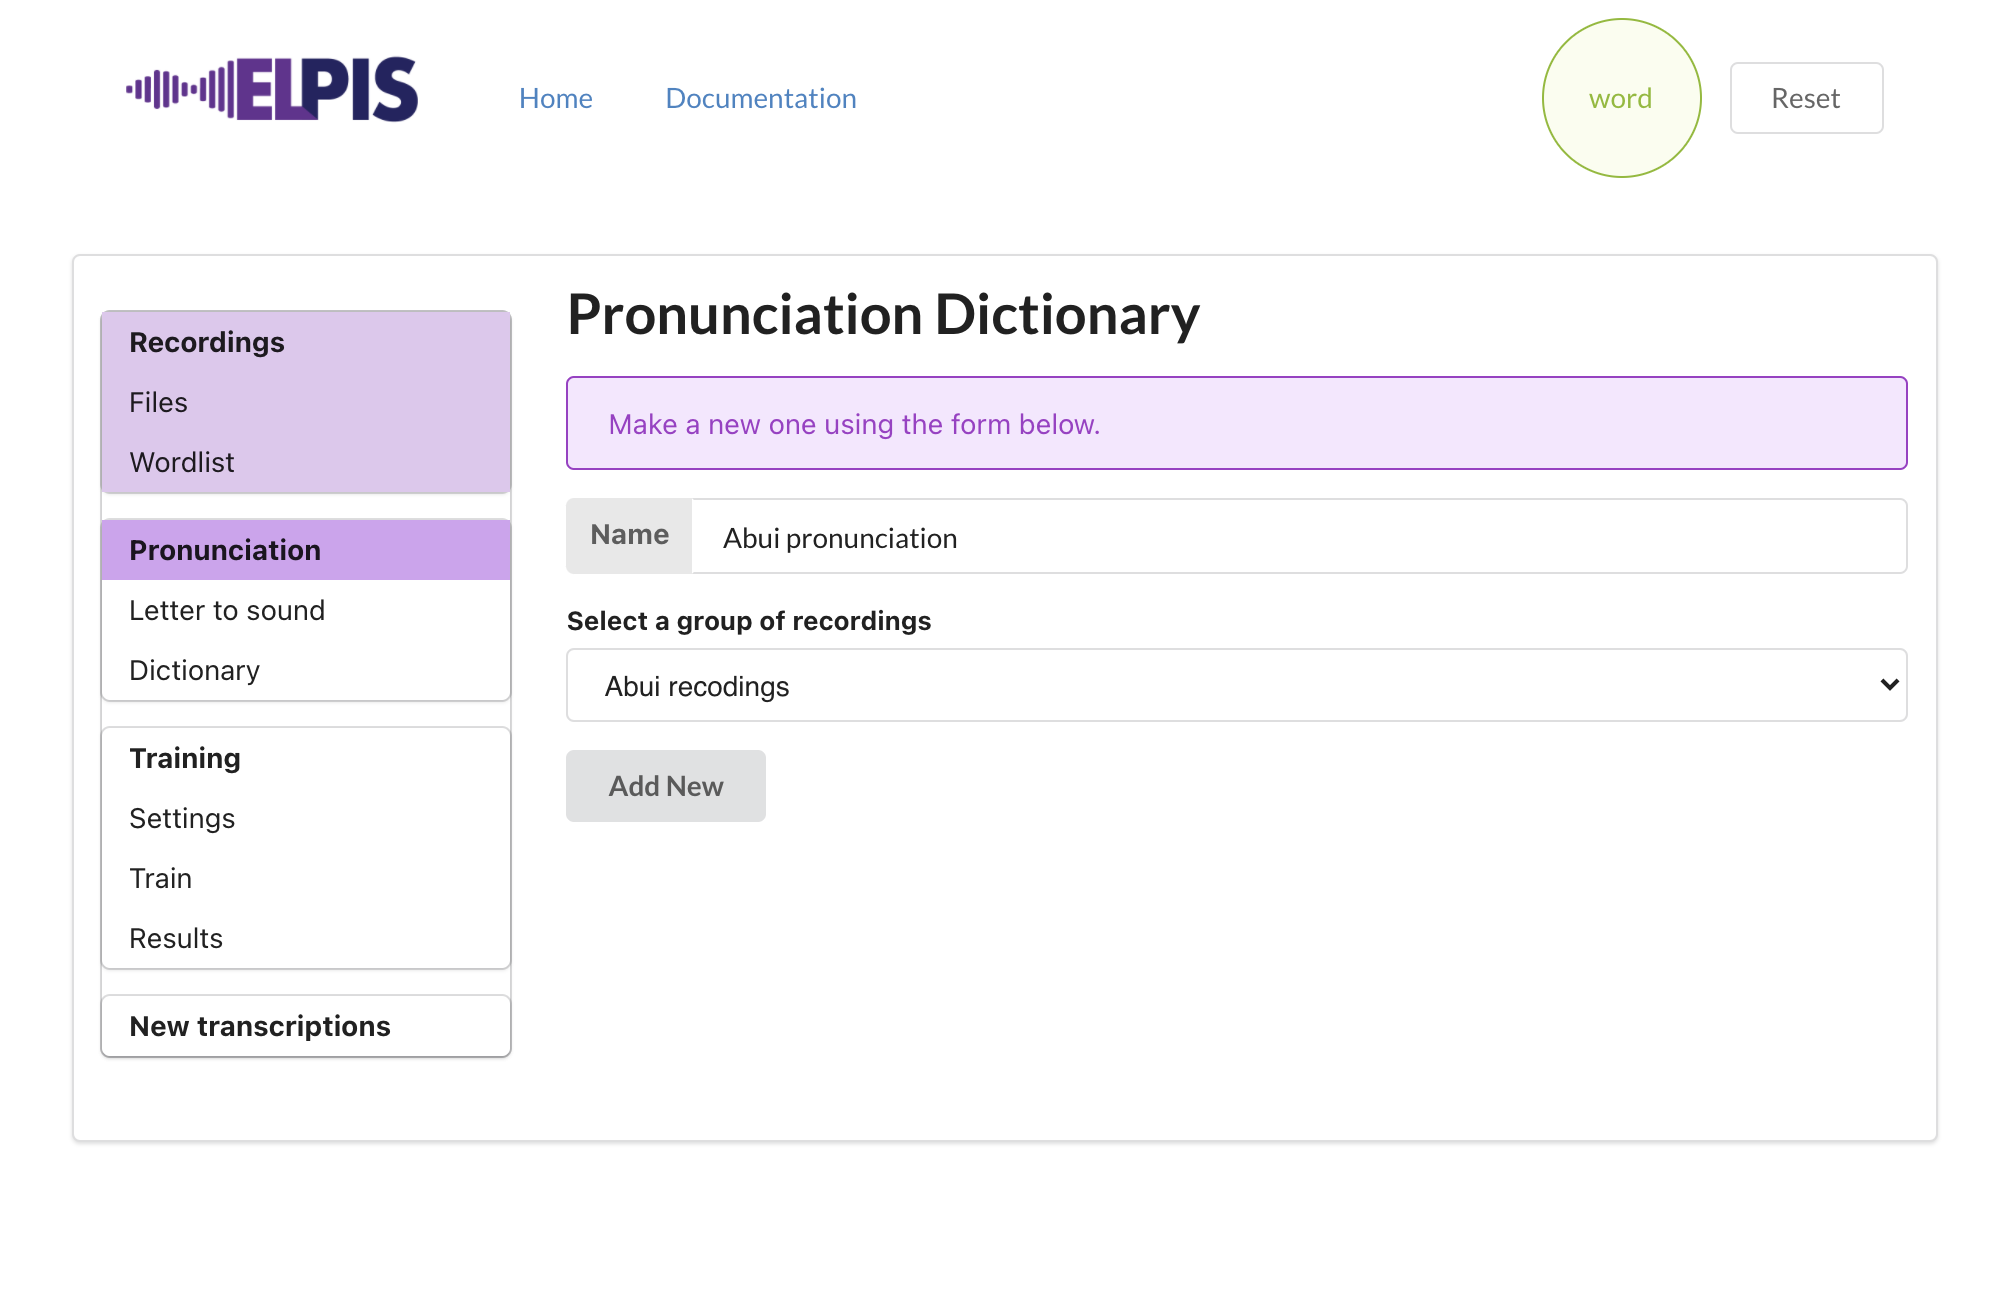 ELPIS
Home
Documentation
word
Reset
Recordings
Files
Wordlist
Pronunciation
Letter to sound
Dictionary
Training
Settings
Train
Results
New transcriptions
Pronunciation Dictionary
Make a new one using the form below.
Name
Abui pronunciation
Select a group of recordings
Abui recodings
Add New